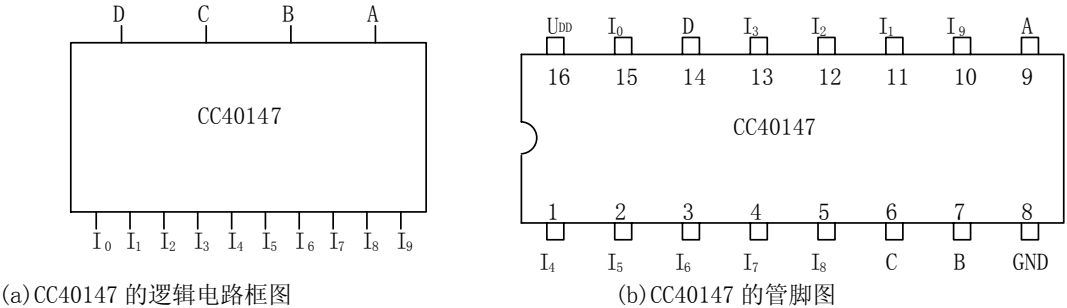 D C B A
CC40147
I₀ I₁ I₂ I₃ I₄ I₅ I₆ I₇ I₈ I₉
(a)CC40147 的逻辑电路框图
UDD I₀ D I₃ I₂ I₁ I₉ A
16 15 14 13 12 11 10 9
CC40147
1 2 3 4 5 6 7 8
I₄ I₅ I₆ I₇ I₈ C B GND
(b)CC40147 的管脚图